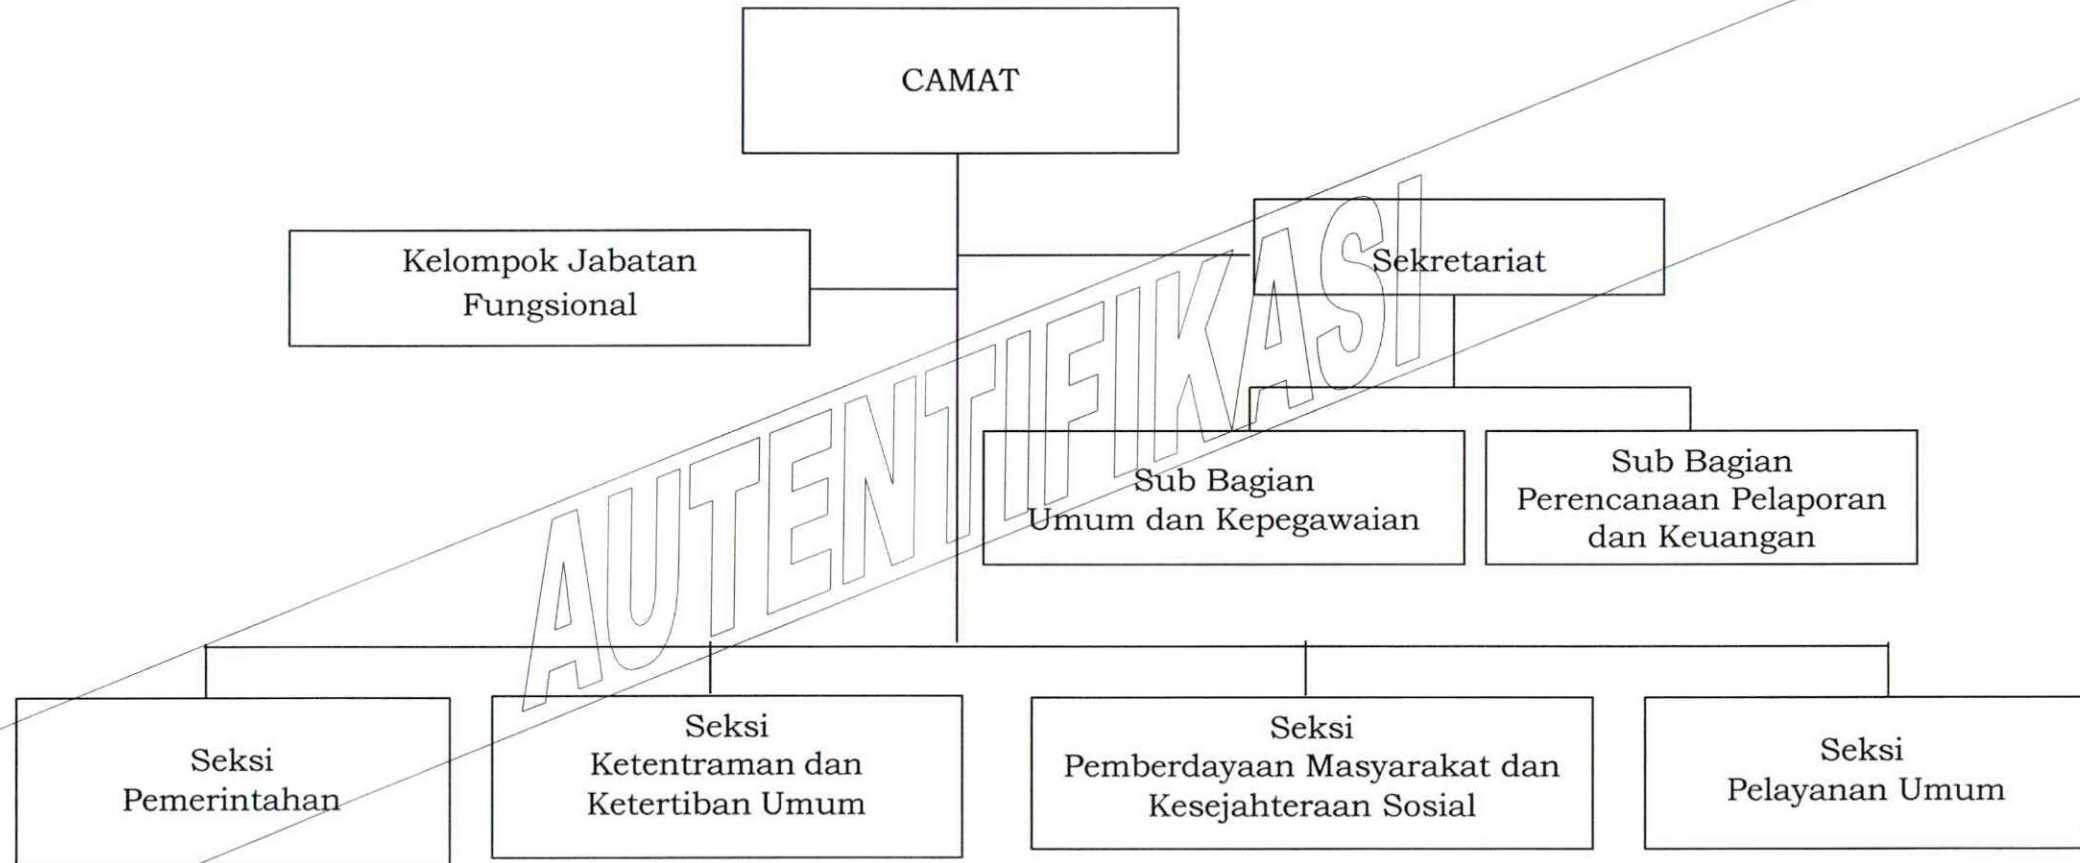 CAMAT
Kelompok Jabatan
Fungsional
Sekretariat
Sub Bagian
Umum dan Kepegawaian
Sub Bagian
Perencanaan Pelaporan
dan Keuangan
AUTENTIFIKASI
Seksi
Pemerintahan
Seksi
Ketentraman dan
Ketertiban Umum
Seksi
Pemberdayaan Masyarakat dan
Kesejahteraan Sosial
Seksi
Pelayanan Umum